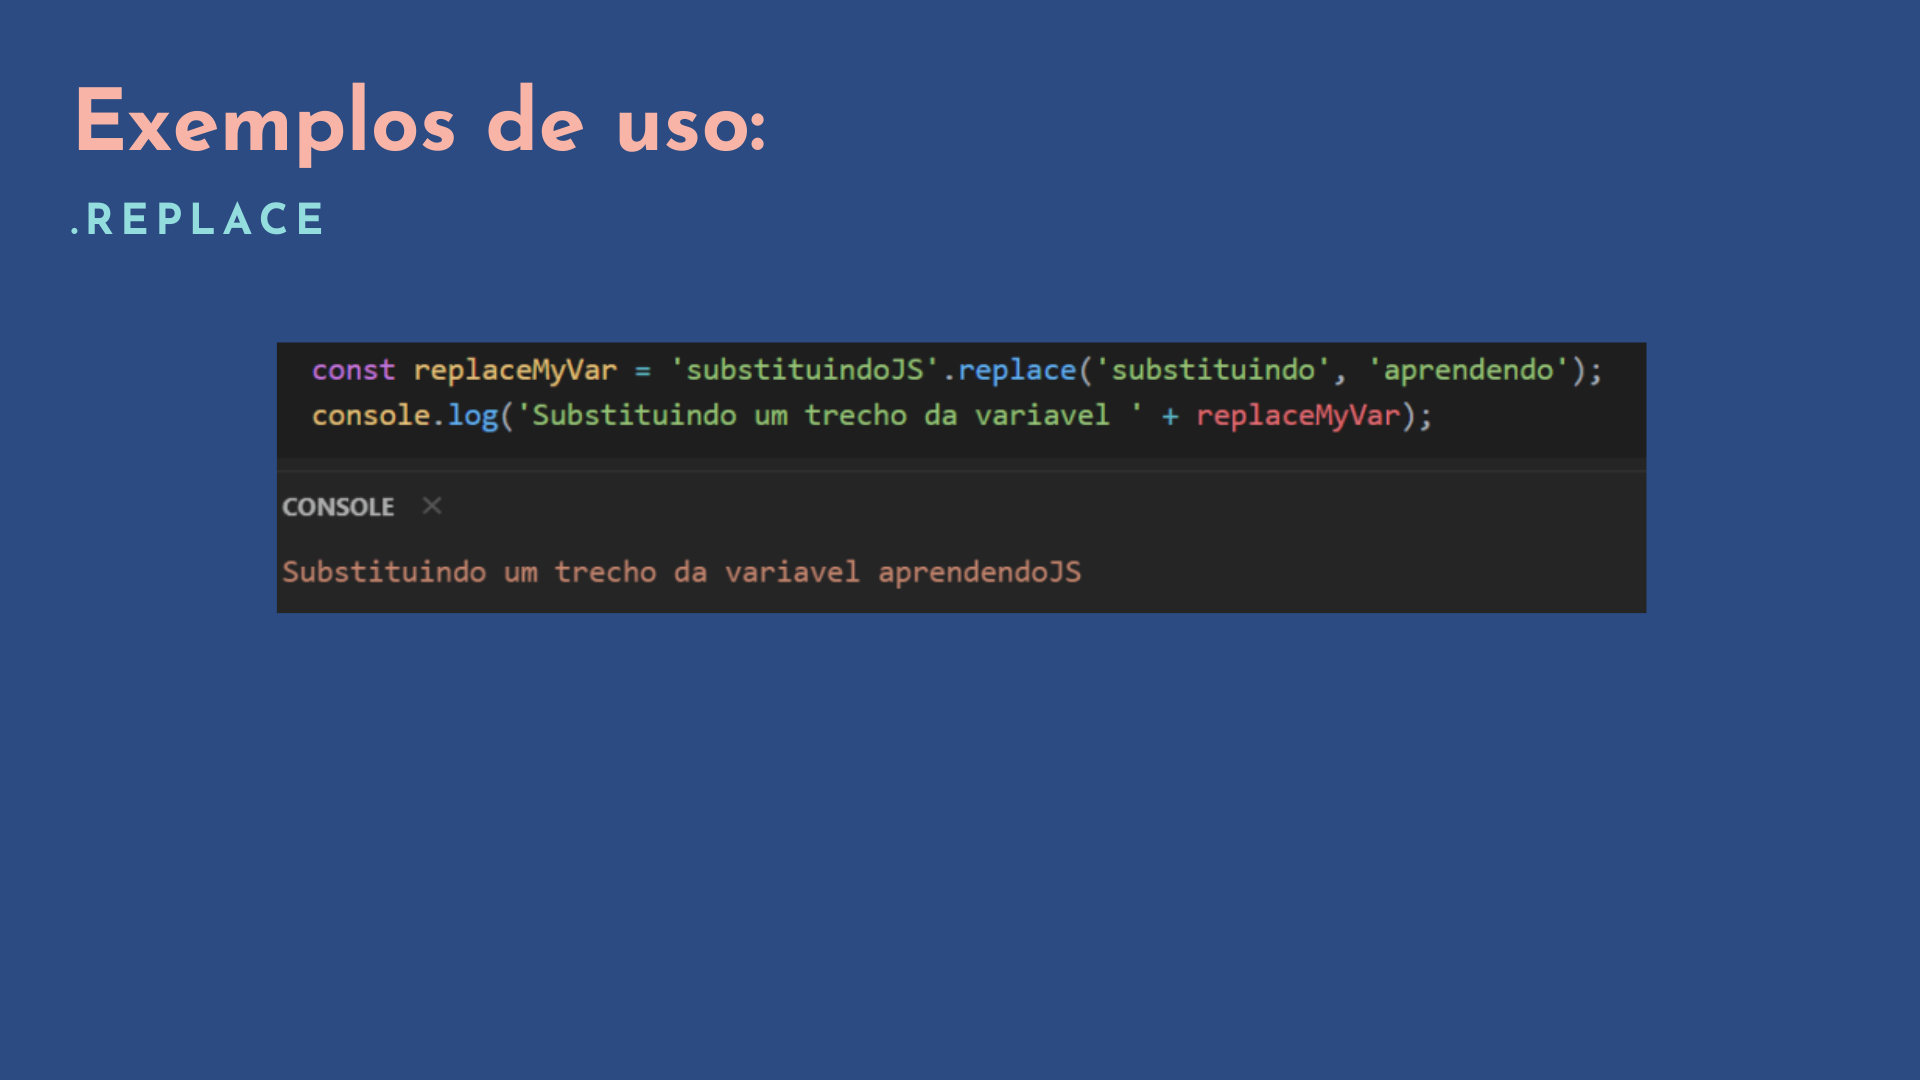 Exemplos de uso:
.REPLACE
const replaceMyVar = 'substituindoJS'.replace('substituindo', 'aprendendo');
console.log('Substituindo um trecho da variavel ' + replaceMyVar);
CONSOLE ×
Substituindo um trecho da variavel aprendendoJS